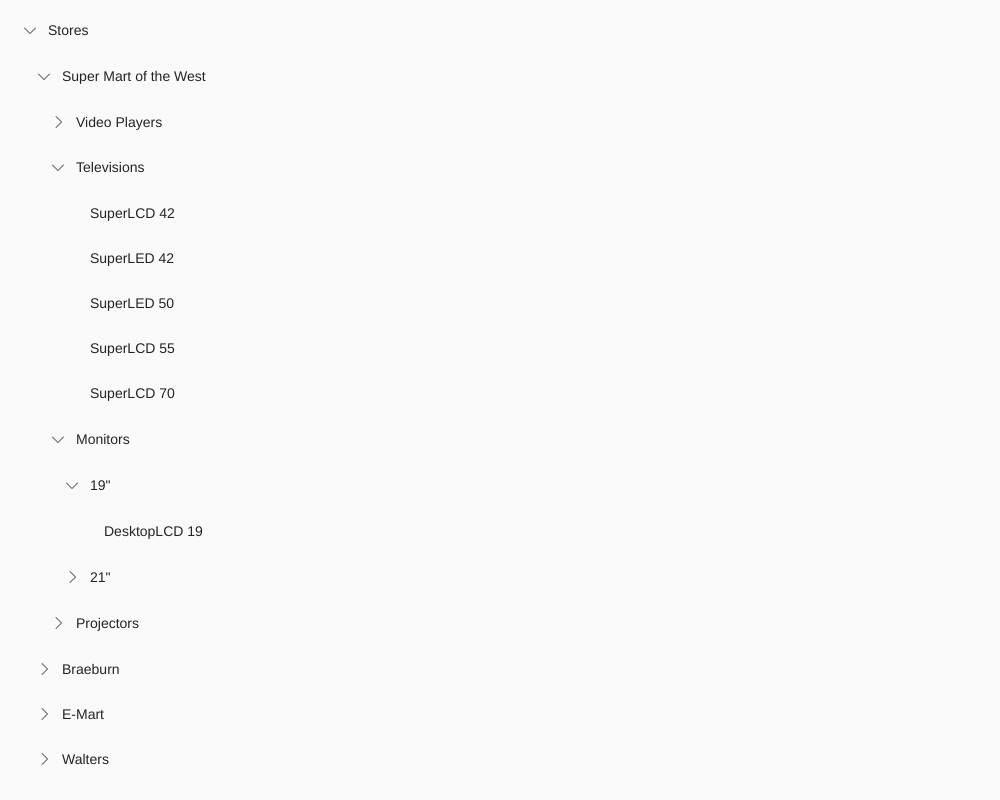 Stores
Super Mart of the West
Video Players
Televisions
SuperLCD 42
SuperLED 42
SuperLED 50
SuperLCD 55
SuperLCD 70
Monitors
19"
DesktopLCD 19
21"
Projectors
Braeburn
E-Mart
Walters